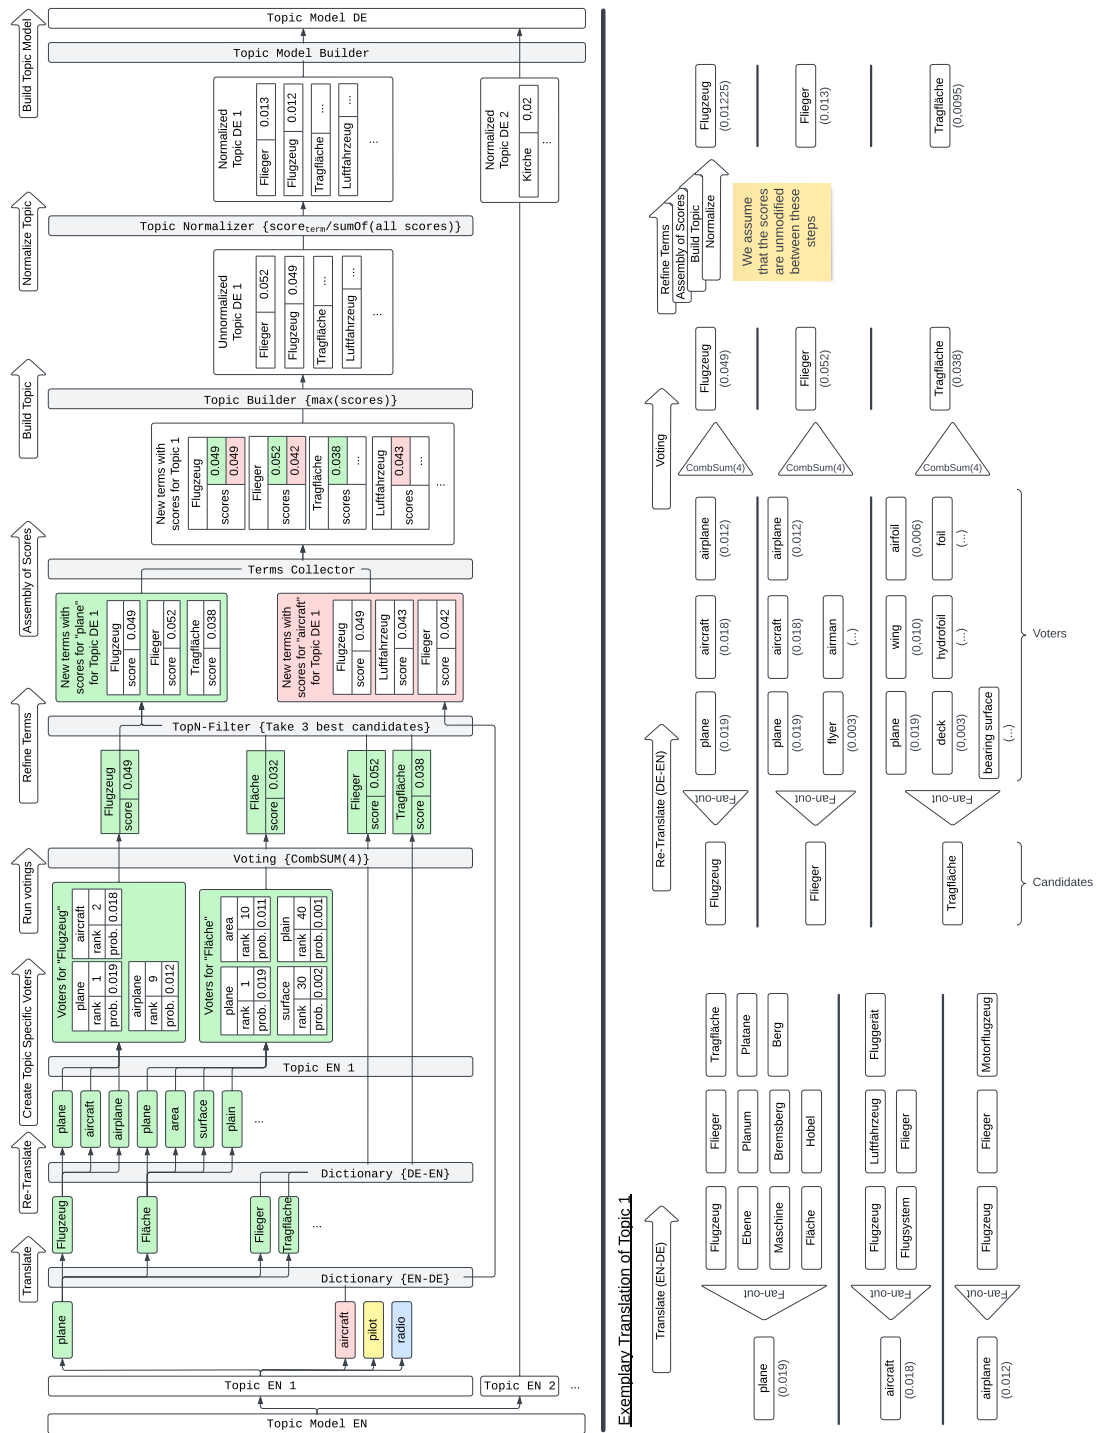 Topic Model DE
Topic Model Builder
Build Topic Model
Normalized
Topic DE 1
Flieger 0.013
Flugzeug 0.012
Tragfläche ...
Luftfahrzeug ...
...
Normalized
Topic DE 2
Kirche 0,02
...
Topic Normalizer {score_term/sumOf(all scores)}
Normalize Topic
Unnormalized
Topic DE 1
Flieger 0.052
Flugzeug 0.049
Tragfläche ...
Luftfahrzeug ...
...
Topic Builder {max(scores)}
Build Topic
New terms with
scores for Topic 1
Flugzeug
scores 0.049
0.049
Flieger
scores 0.052
0.042
Tragfläche
scores 0.038
...
Luftfahrzeug
scores 0.043
...
...
Assembly of Scores
Terms Collector
New terms with
scores for "plane"
for Topic DE 1
Flugzeug
score 0.049
Flieger
score 0.052
Tragfläche
score 0.038
New terms with
scores for "aircraft"
for Topic DE 1
Flugzeug
score 0.049
Luftfahrzeug
score 0.043
Flieger
score 0.042
TopN-Filter {Take 3 best candidates}
Refine Terms
Flugzeug
score 0.049
Fläche
score 0.032
Flieger
score 0.052
Tragfläche
score 0.038
Voting {CombSUM(4)}
Run votings
Voters for "Flugzeug"
plane
rank 1
prob. 0.019
aircraft
rank 2
prob. 0.018
airplane
rank 9
prob. 0.012
Voters for "Fläche"
plane
rank 1
prob. 0.019
area
rank 10
prob. 0.011
surface
rank 30
prob. 0.002
plain
rank 40
prob. 0.001
Create Topic Specific Voters
Topic EN 1
plane
aircraft
airplane
plane
area
surface
plain
...
Re-Translate
Dictionary {DE-EN}
Flugzeug
Fläche
Flieger
Tragfläche
...
Translate
Dictionary {EN-DE}
plane
aircraft
pilot
radio
Topic EN 1
Topic EN 2
...
Topic Model EN
Exemplary Translation of Topic 1
Translate (EN-DE)
plane
(0.019)
Fan-out
Flugzeug
Flieger
Tragfläche
Ebene
Planum
Platane
Maschine
Bremsberg
Berg
Fläche
Hobel
aircraft
(0.018)
Fan-out
Flugzeug
Luftfahrzeug
Fluggerät
Flugsystem
Flieger
airplane
(0.012)
Fan-out
Flugzeug
Flieger
Motorflugzeug
Re-Translate (DE-EN)
Flugzeug
Fan-out
plane
(0.019)
aircraft
(0.018)
airplane
(0.012)
Flieger
Fan-out
plane
(0.019)
aircraft
(0.018)
airplane
(0.012)
flyer
(0.003)
airman
(...)
Tragfläche
Fan-out
plane
(0.019)
wing
(0,010)
airfoil
(0,006)
deck
(0,003)
hydrofoil
(...)
foil
(...)
bearing surface
(...)
Candidates
Voters
Voting
CombSum(4)
CombSum(4)
CombSum(4)
Flugzeug
(0.049)
Flieger
(0.052)
Tragfläche
(0.038)
Refine Terms
Assembly of Scores
Build Topic
Normalize
We assume
that the scores
are unmodified
between these
steps
Flugzeug
(0,01225)
Flieger
(0.013)
Tragfläche
(0,0095)